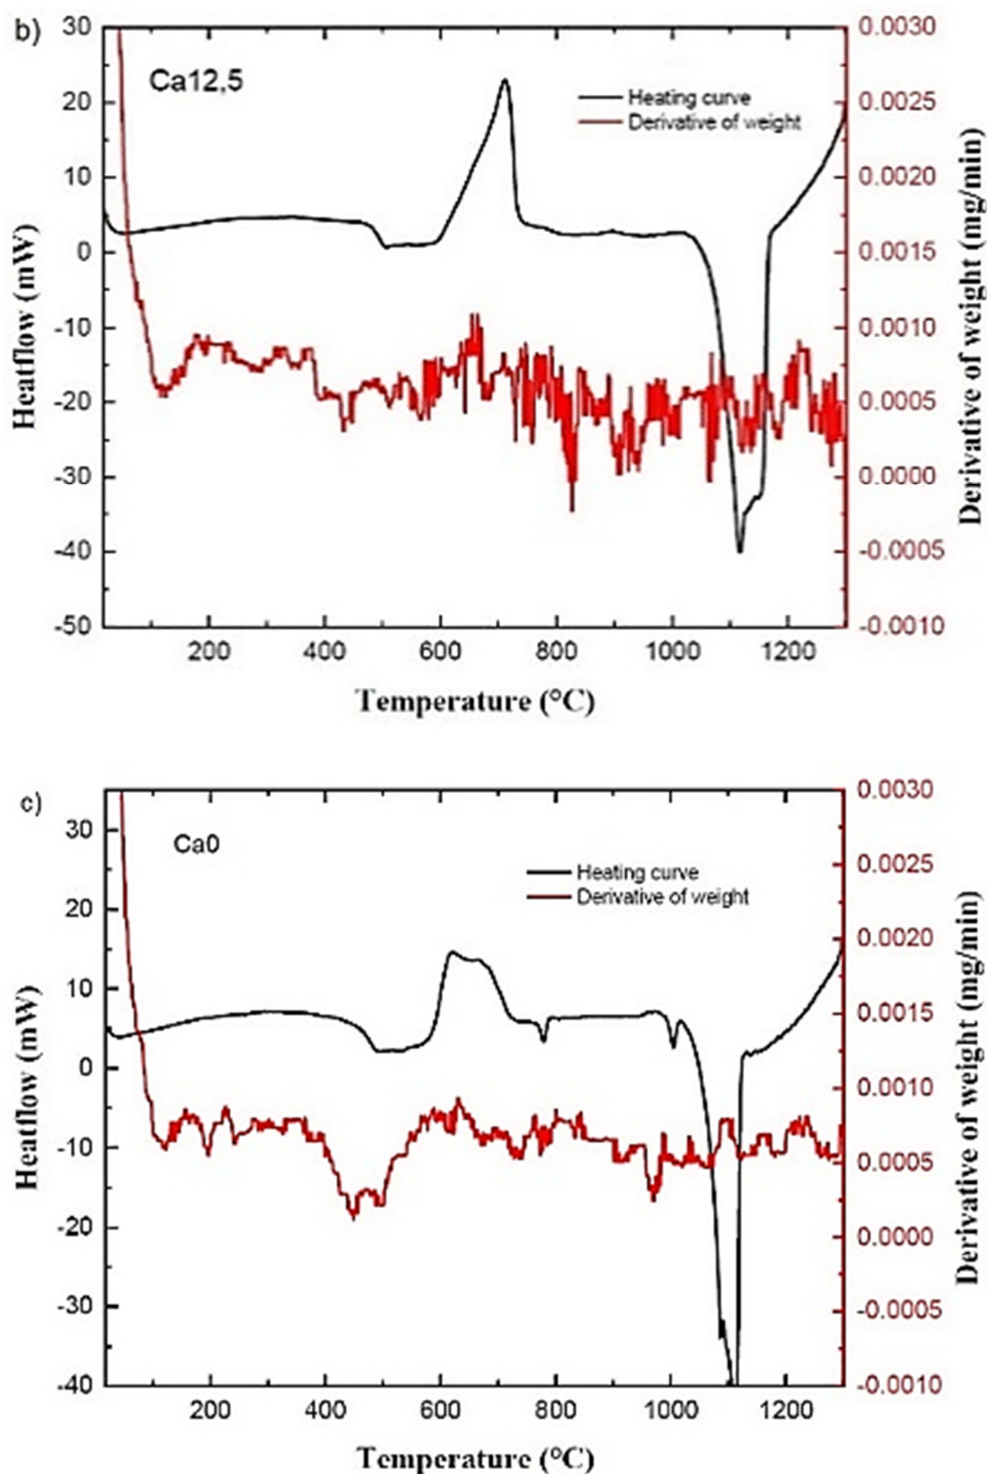 b)
Ca12,5
Heating curve
Derivative of weight
30
20
10
0
-10
-20
-30
-40
-50
Heatflow (mW)
0.0030
0.0025
0.0020
0.0015
0.0010
0.0005
0.0000
-0.0005
-0.0010
Derivative of weight (mg/min)
200 400 600 800 1000 1200
Temperature (°C)
c)
Ca0
Heating curve
Derivative of weight
30
20
10
0
-10
-20
-30
-40
Heatflow (mW)
0.0030
0.0025
0.0020
0.0015
0.0010
0.0005
0.0000
-0.0005
-0.0010
Derivative of weight (mg/min)
200 400 600 800 1000 1200
Temperature (°C)